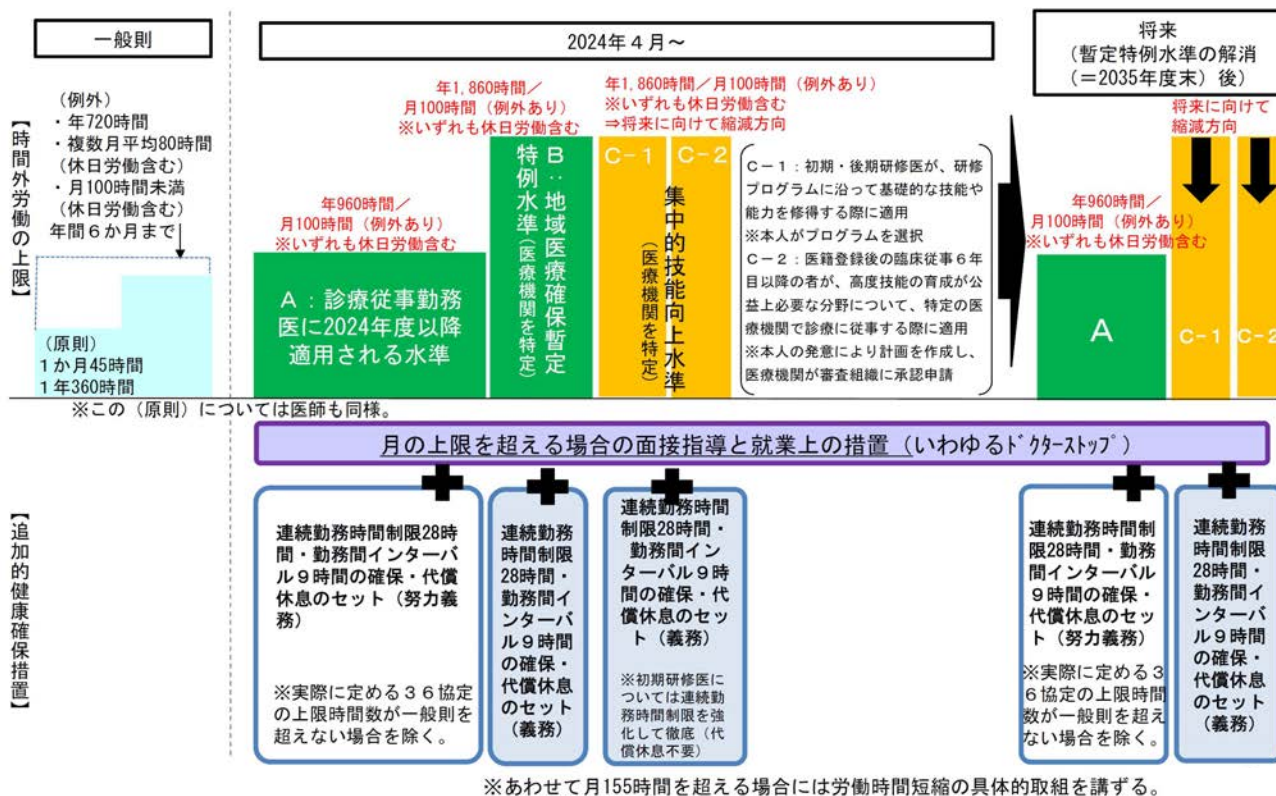 一般則
2024年４月～
将来
(暫定特例水準の解消
(＝2035年度末）後)
【時間外労働の上限】
（例外）
・年720時間
・複数月平均80時間
（休日労働含む）
・月100時間未満
（休日労働含む）
年間６か月まで
（原則）
１か月45時間
１年360時間
※この（原則）については医師も同様。
年960時間／
月100時間（例外あり）
※いずれも休日労働含む
Ａ：診療従事勤務
医に2024年度以降
適用される水準
年1,860時間／
月100時間（例外あり）
※いずれも休日労働含む
Ｂ：地域医療確保暫定
特例水準（医療機関を特定）
年1,860時間／月100時間（例外あり）
※いずれも休日労働含む
⇒将来に向けて縮減方向
Ｃ－１
Ｃ－２
集中的技能向上水準
（医療機関を特定）
Ｃ－１：初期・後期研修医が、研修
プログラムに沿って基礎的な技能や
能力を修得する際に適用
※本人がプログラムを選択
Ｃ－２：医籍登録後の臨床従事６年
目以降の者が、高度技能の育成が公
益上必要な分野について、特定の医
療機関で診療に従事する際に適用
※本人の発意により計画を作成し、
医療機関が審査組織に承認申請
年960時間／
月100時間（例外あり）
※いずれも休日労働含む
Ａ
将来に向けて
縮減方向
Ｃ－１
Ｃ－２
【追加的健康確保措置】
月の上限を超える場合の面接指導と就業上の措置（いわゆるﾄﾞｸﾀｰｽﾄｯﾌﾟ）
連続勤務時間制限28時
間・勤務間インターバ
ル９時間の確保・代償
休息のセット（努力義
務）
※実際に定める３６協定
の上限時間数が一般則を
超えない場合を除く。
連続勤務
時間制限
28時間・
勤務間イ
ンターバ
ル９時間
の確保・
代償休息
のセット
（義務）
連続勤務時間
制限28時間・
勤務間イン
ターバル９時
間の確保・代
償休息のセッ
ト（義務）
※初期研修医に
ついては連続勤
務時間制限を強
化して徹底（代
償休息不要）
連続勤務時間制
限28時間・勤務
間インターバル
９時間の確保・
代償休息のセッ
ト（努力義務）
※実際に定める３
６協定の上限時間
数が一般則を超え
ない場合を除く。
連続勤務
時間制限
28時間・
勤務間イ
ンターバ
ル９時間
の確保・
代償休息
のセット
（義務）
※あわせて月155時間を超える場合には労働時間短縮の具体的取組を講ずる。